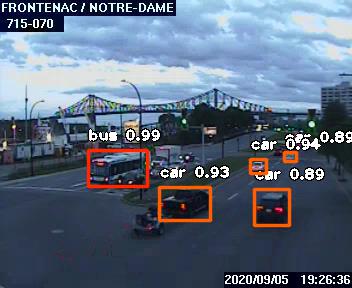 FRONTENAC / NOTRE-DAME
715-070
bus 0.99
car 0.89
car 0.94
car 0.93
car 0.89
2020/09/05 19:26:36